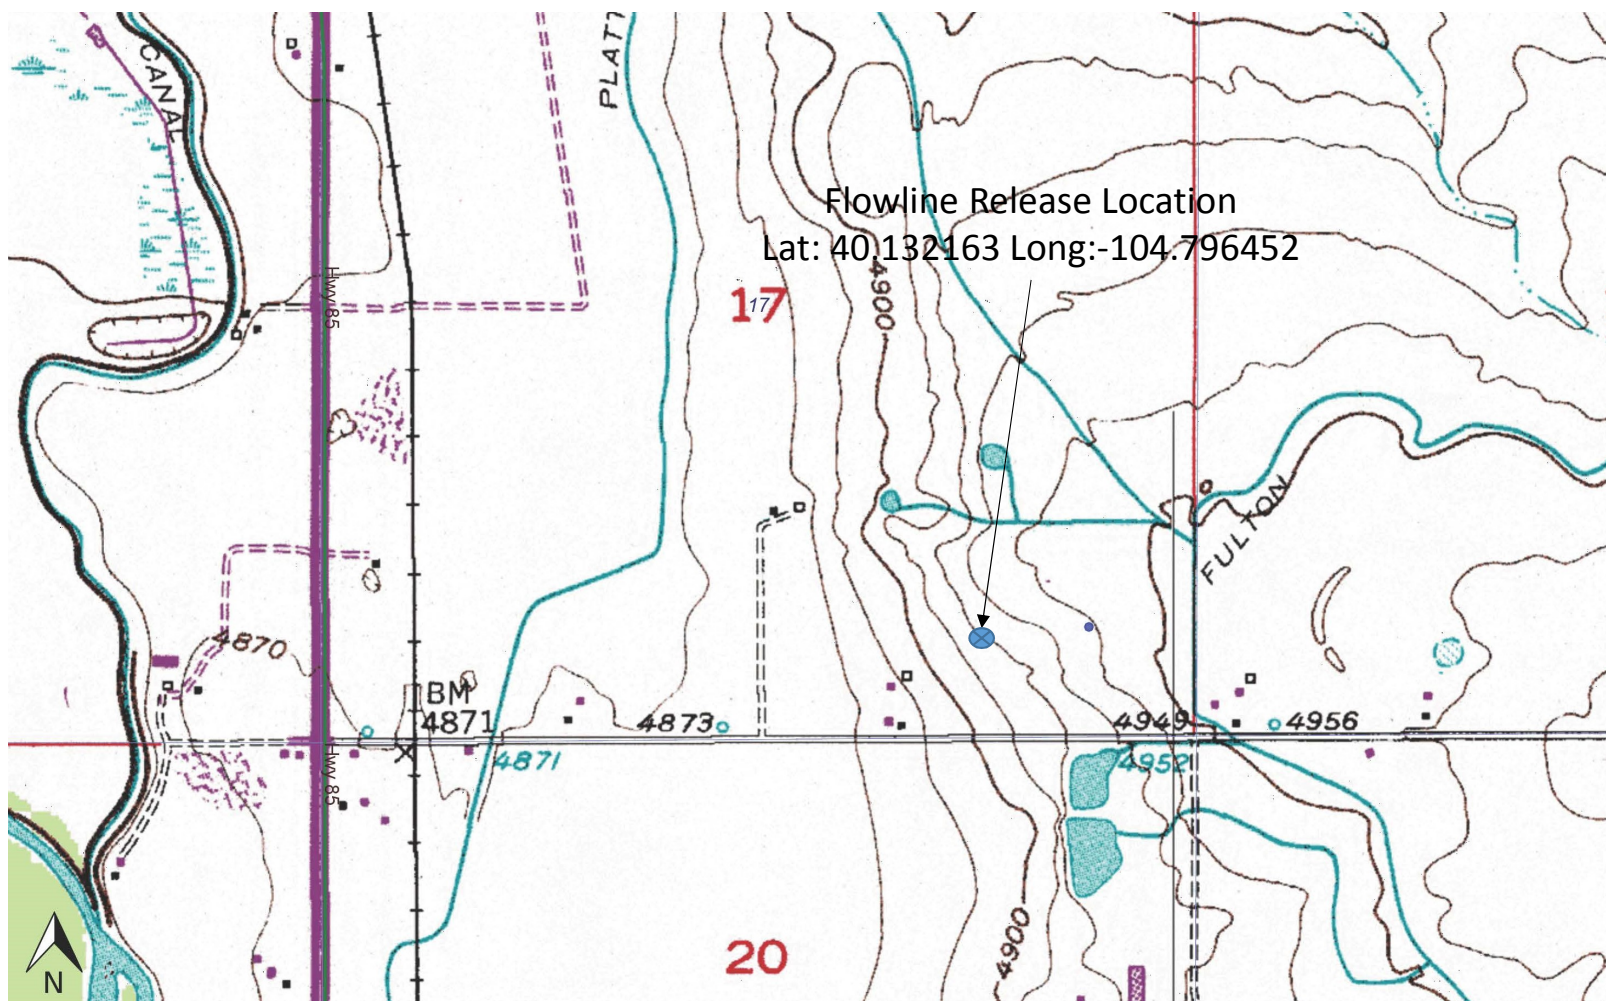 CANAL
PLATT
Flowline Release Location
Lat: 40.132163 Long:-104.796452
Hwy 85
17
17
4900
FULTON
4870
BM
4871
4873
4949
4956
4871
4952
Hwy 85
4900
20
N